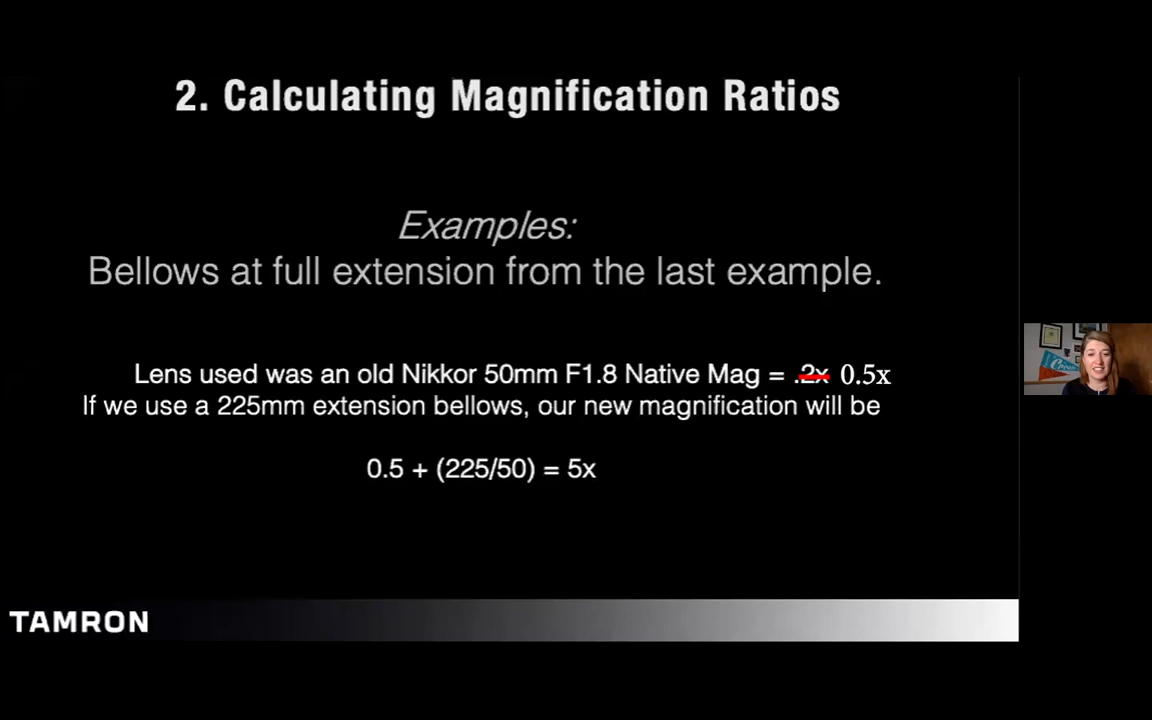 2. Calculating Magnification Ratios
Examples:
Bellows at full extension from the last example.
Lens used was an old Nikkor 50mm F1.8 Native Mag = .2x 0.5x
If we use a 225mm extension bellows, our new magnification will be
0.5 + (225/50) = 5x
TAMRON